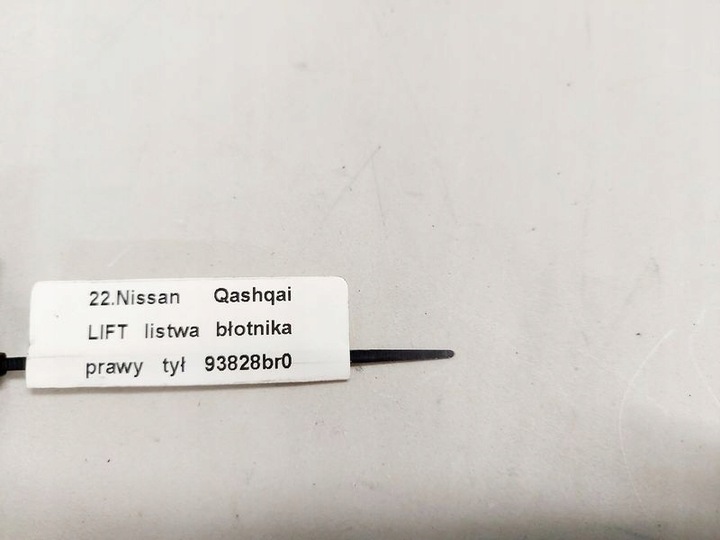 22.Nissan Qashqai
LIFT listwa błotnika
prawy tył 93828br0